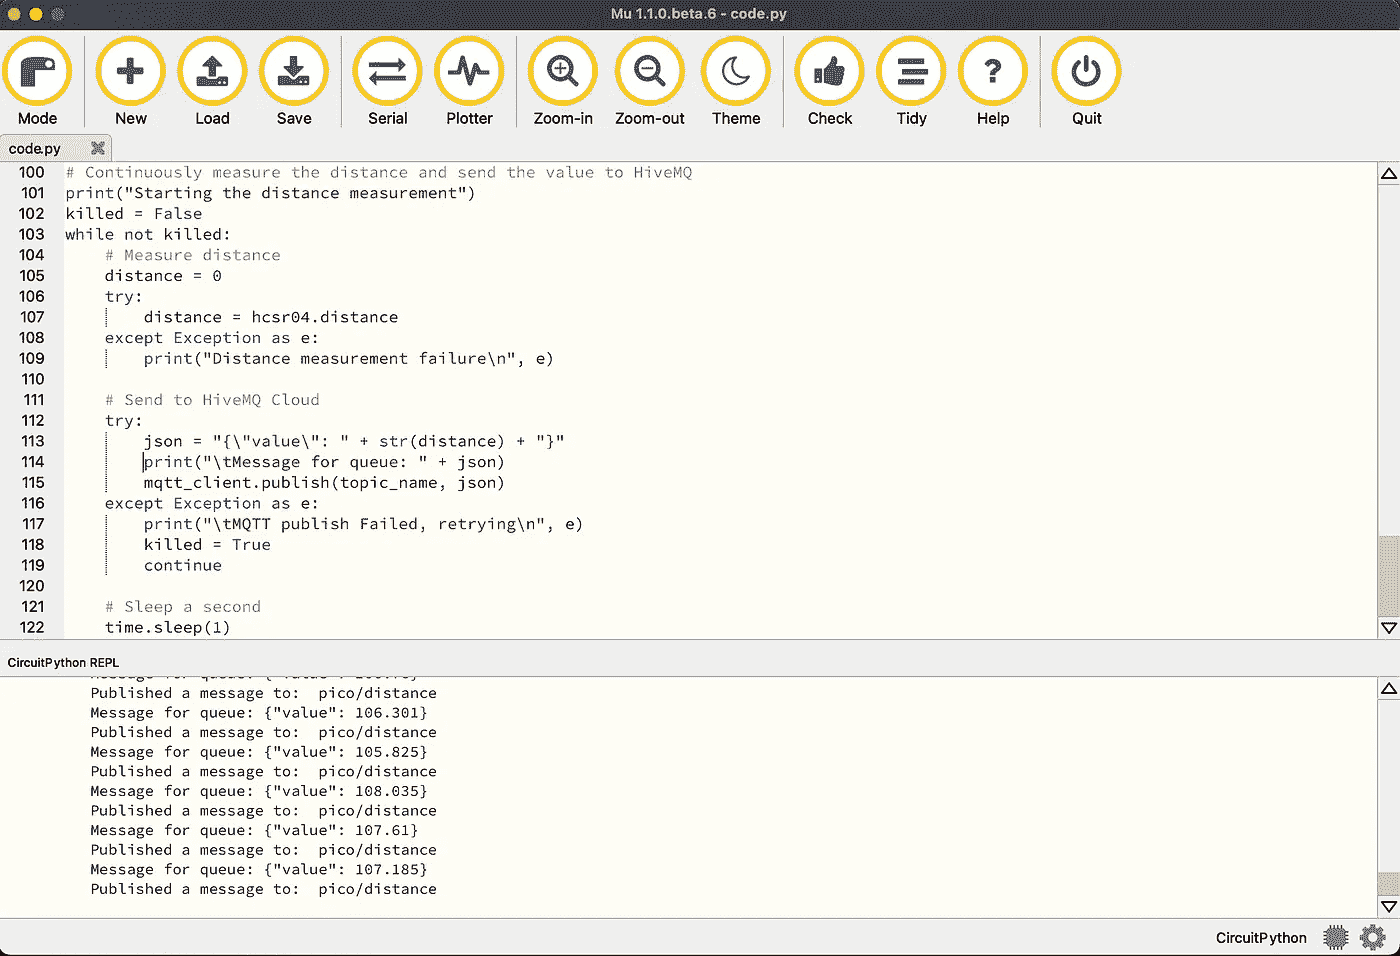 Mu 1.1.0.beta.6 - code.py
Mode New Load Save Serial Plotter Zoom-in Zoom-out Theme Check Tidy Help Quit
code.py
100 # Continuously measure the distance and send the value to HiveMQ
101 print("Starting the distance measurement")
102 killed = False
103 while not killed:
104     # Measure distance
105     distance = 0
106     try:
107         distance = hcsr04.distance
108     except Exception as e:
109         print("Distance measurement failure\n", e)
110
111     # Send to HiveMQ Cloud
112     try:
113         json = "{\"value\": " + str(distance) + "}"
114         print("\tMessage for queue: " + json)
115         mqtt_client.publish(topic_name, json)
116     except Exception as e:
117         print("\tMQTT publish Failed, retrying\n", e)
118         killed = True
119         continue
120
121     # Sleep a second
122     time.sleep(1)
CircuitPython REPL
Published a message to:  pico/distance
Message for queue: {"value": 106.301}
Published a message to:  pico/distance
Message for queue: {"value": 105.825}
Published a message to:  pico/distance
Message for queue: {"value": 108.035}
Published a message to:  pico/distance
Message for queue: {"value": 107.61}
Published a message to:  pico/distance
Message for queue: {"value": 107.185}
Published a message to:  pico/distance
CircuitPython